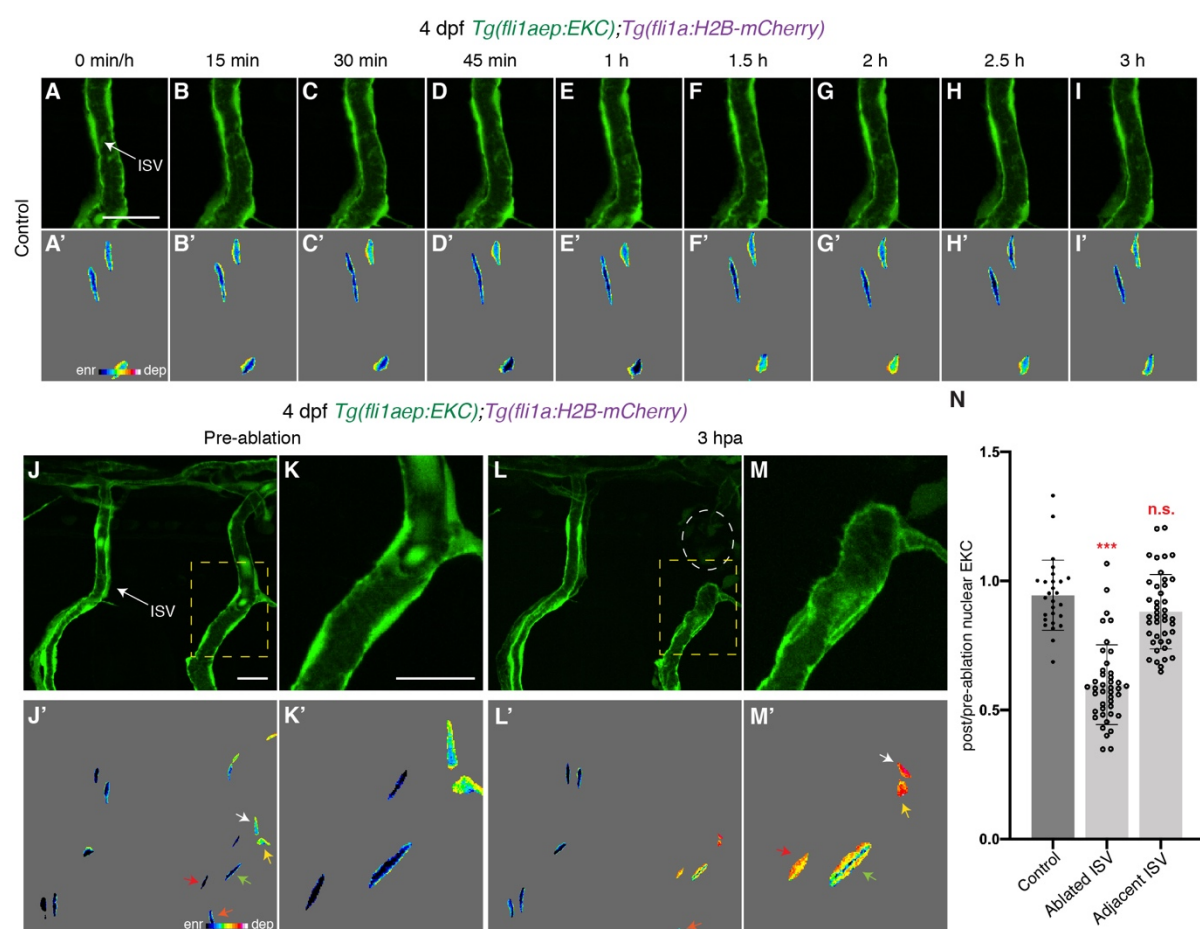 4 dpf Tg(fli1aep:EKC);Tg(fli1a:H2B-mCherry)
0 min/h 15 min 30 min 45 min 1 h 1.5 h 2 h 2.5 h 3 h
Control
A B C D E F G H I
ISV
A’ B’ C’ D’ E’ F’ G’ H’ I’
enr dep
4 dpf Tg(fli1aep:EKC);Tg(fli1a:H2B-mCherry)
Pre-ablation 3 hpa
J K L M
ISV
J’ K’ L’ M’
enr dep
N
post/pre-ablation nuclear EKC
1.5
1.0
0.5
0.0
***
n.s.
Control
Ablated ISV
Adjacent ISV